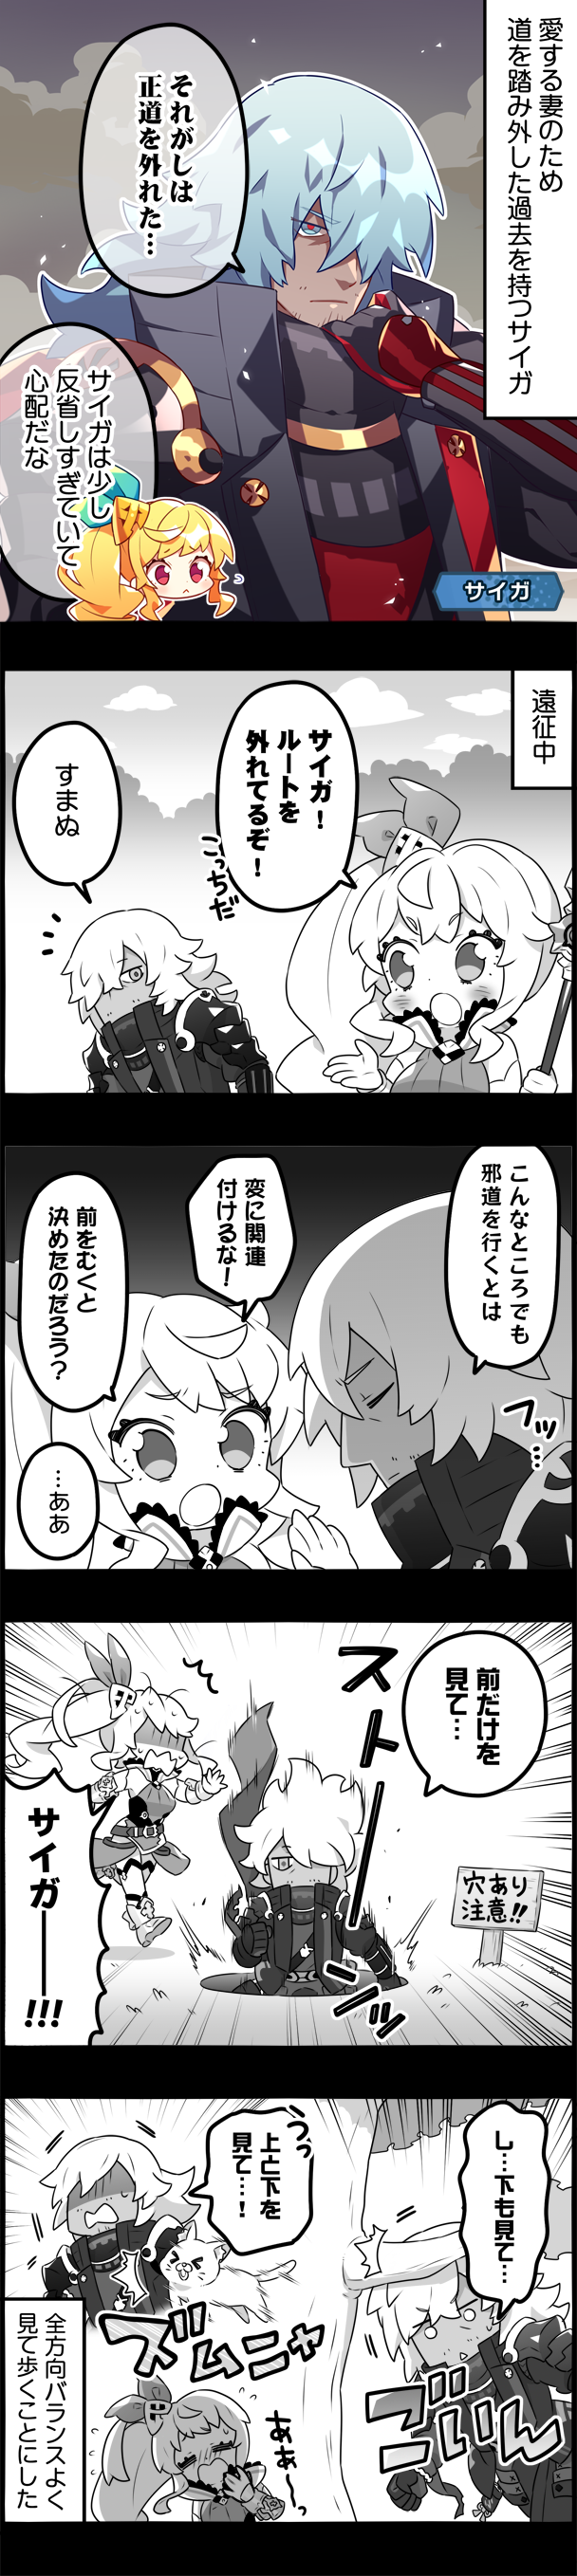 愛する妻のため
道を踏み外した過去を持つサイガ
それがしは
正道を外れた…
サイガは少し
反省しすぎていて
心配だな
サイガ
遠征中
サイガ！
ルートを
外れてるぞ！
こっちだ
すまぬ
こんなところでも
邪道を行くとは
フッ…
変に関連
付けるな！
前をむくと
決めたのだろう？
…ああ
前だけを
見て…
ストーンッ
穴あり
注意!!
サイガ――!!!
し…下も見て…
ごいん
つっ
上と下を
見て…！
ズムニャ
ああ～っ
全方向バランスよく
見て歩くことにした